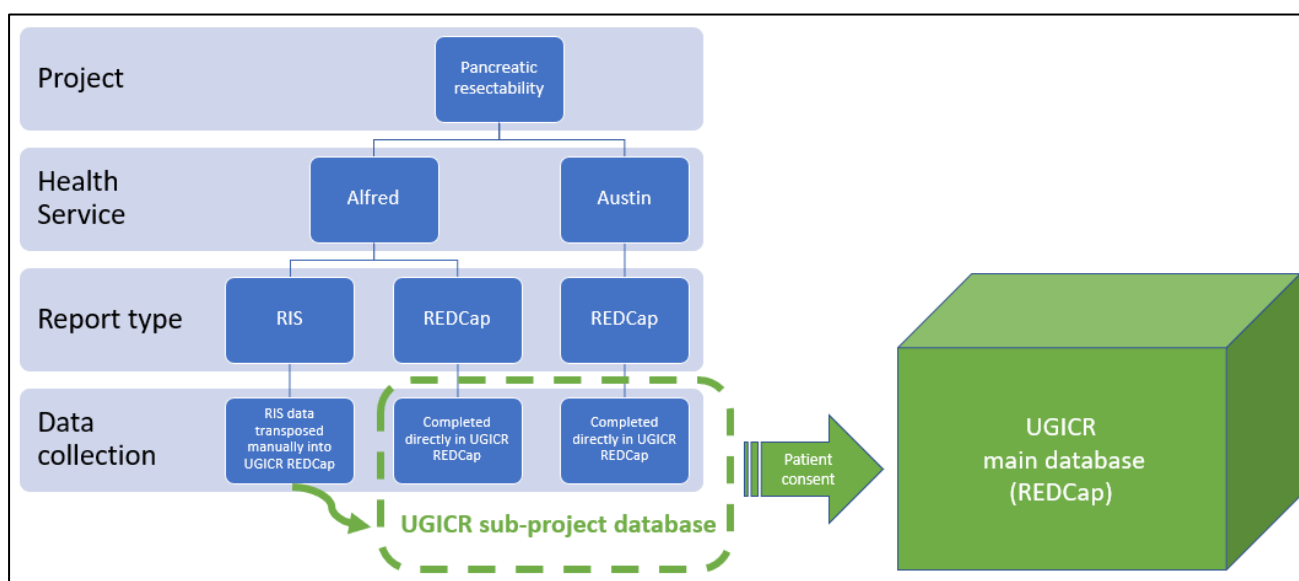 Project
Pancreatic
resectability
Health
Service
Alfred
Austin
Report type
RIS
REDCap
REDCap
Data
collection
RIS data
transposed
manually into
UGICR REDCap
Completed
directly in UGICR
REDCap
Completed
directly in UGICR
REDCap
UGICR sub-project database
Patient
consent
UGICR
main database
(REDCap)